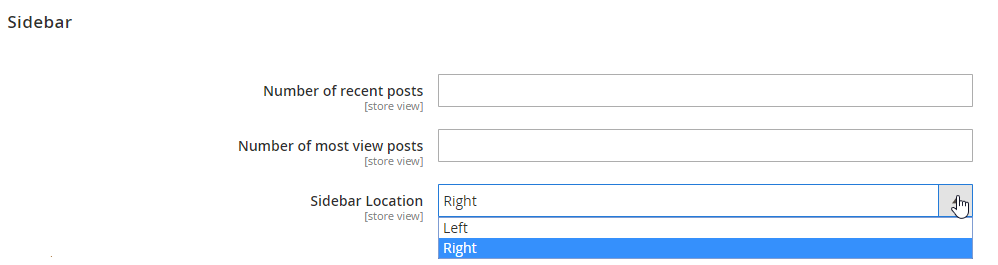 Sidebar
Number of recent posts
[store view]
Number of most view posts
[store view]
Sidebar Location
[store view]
Right
Left
Right